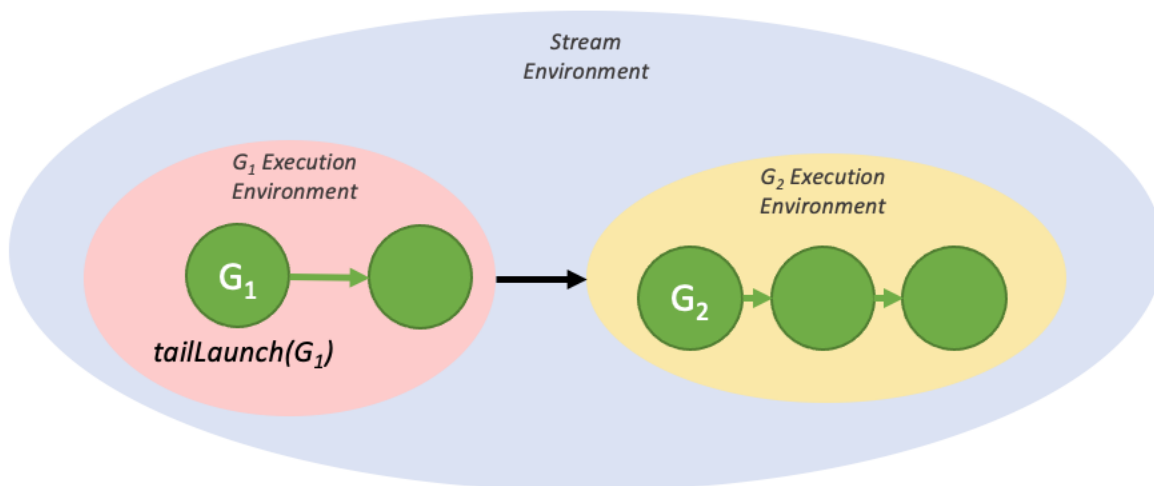 Stream
Environment
G₁ Execution
Environment
G₂ Execution
Environment
G₁
G₂
tailLaunch(G₁)